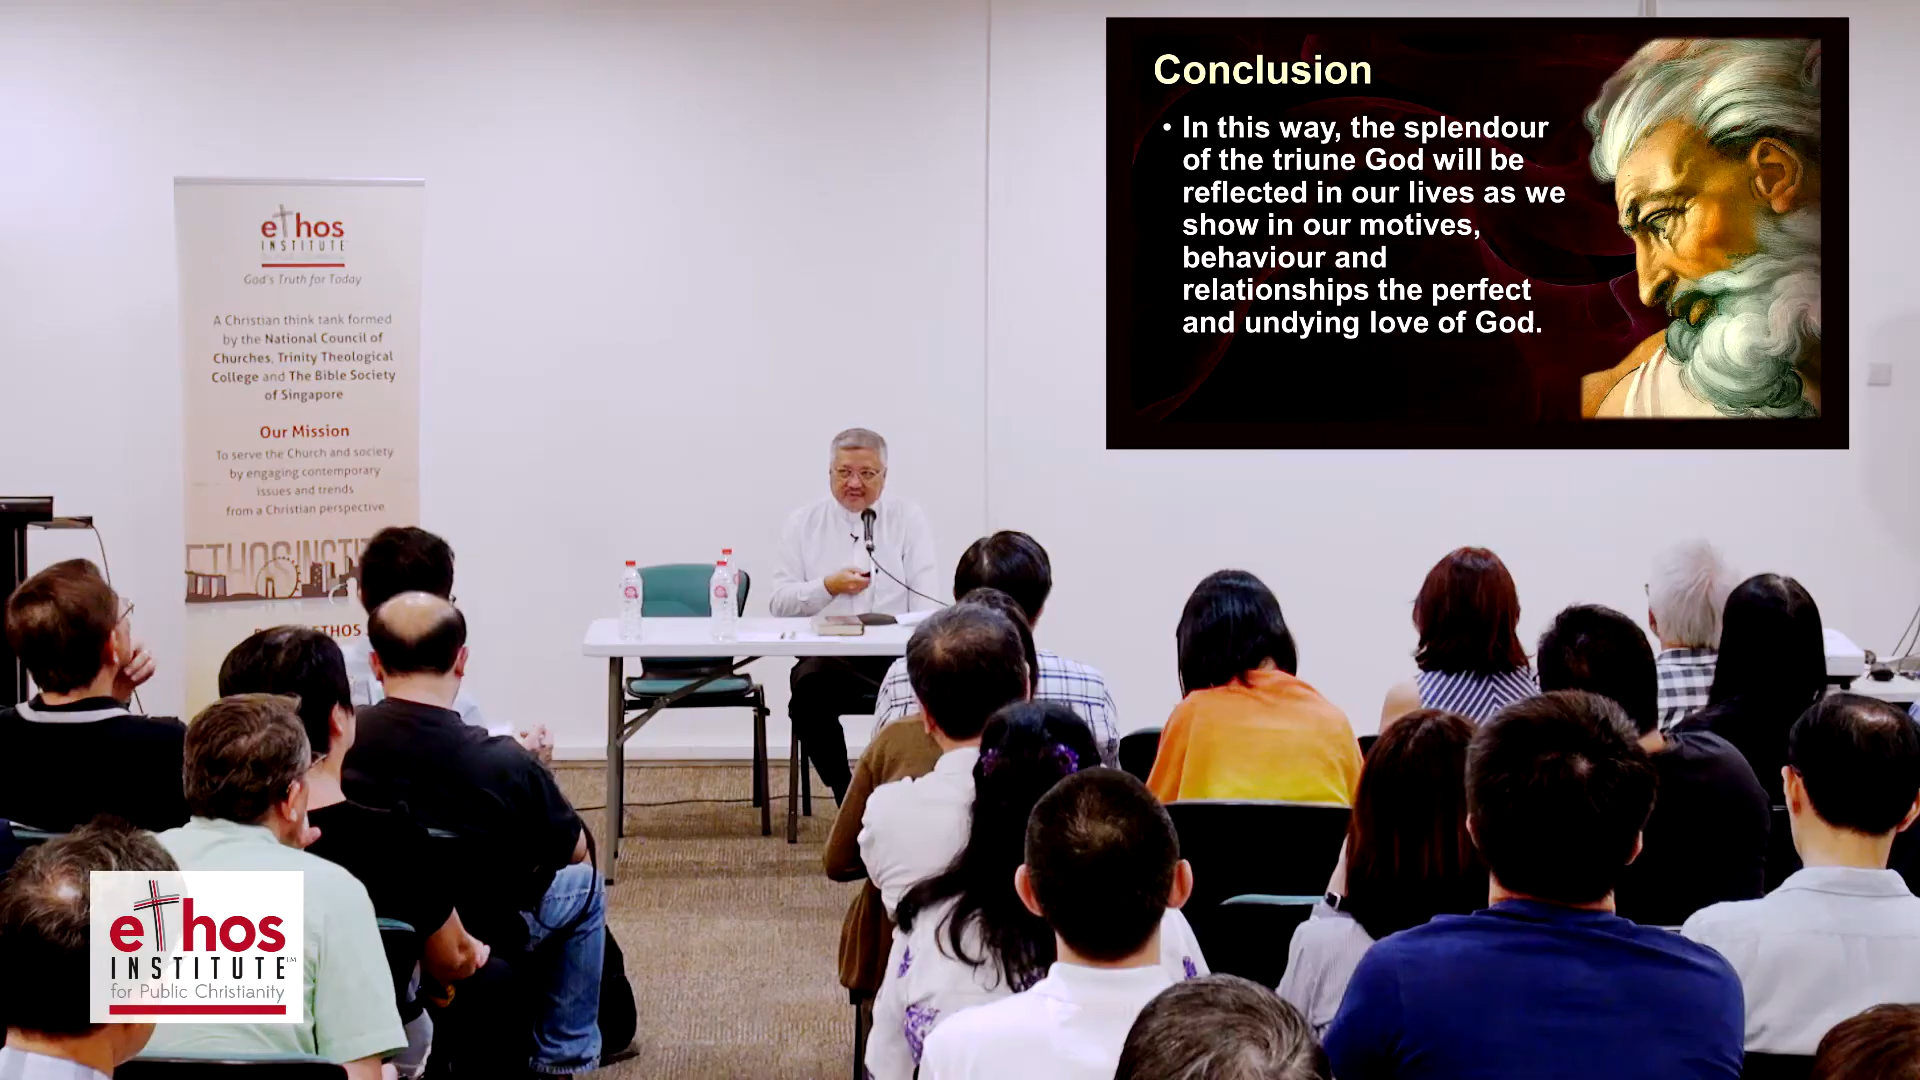 ethos
INSTITUTE
God's Truth for Today
A Christian think tank formed
by the National Council of
Churches, Trinity Theological
College and The Bible Society
of Singapore
Our Mission
To serve the Church and society
by engaging contemporary
issues and trends
from a Christian perspective
ETHOS
Conclusion
• In this way, the splendour
of the triune God will be
reflected in our lives as we
show in our motives,
behaviour and
relationships the perfect
and undying love of God.
ethos
INSTITUTE™
for Public Christianity